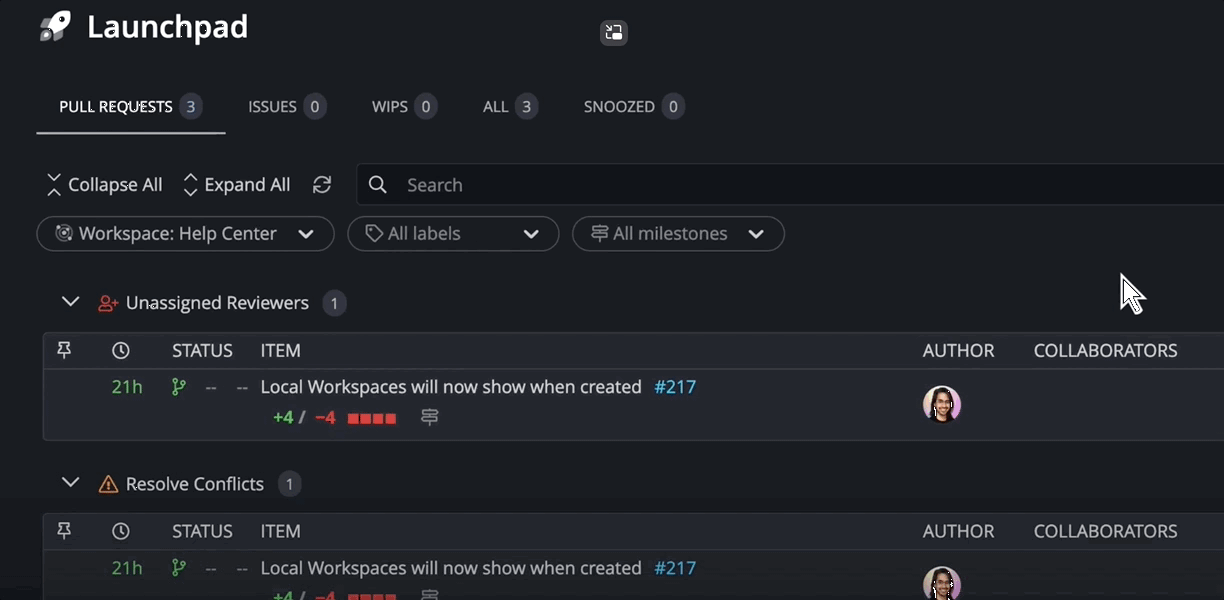 Launchpad
PULL REQUESTS 3 ISSUES 0 WIPS 0 ALL 3 SNOOZED 0
Collapse All Expand All Search
Workspace: Help Center All labels All milestones
Unassigned Reviewers 1
STATUS ITEM AUTHOR COLLABORATORS
21h -- -- Local Workspaces will now show when created #217
+4 / −4
Resolve Conflicts 1
STATUS ITEM AUTHOR COLLABORATORS
21h -- -- Local Workspaces will now show when created #217
+4 / −4